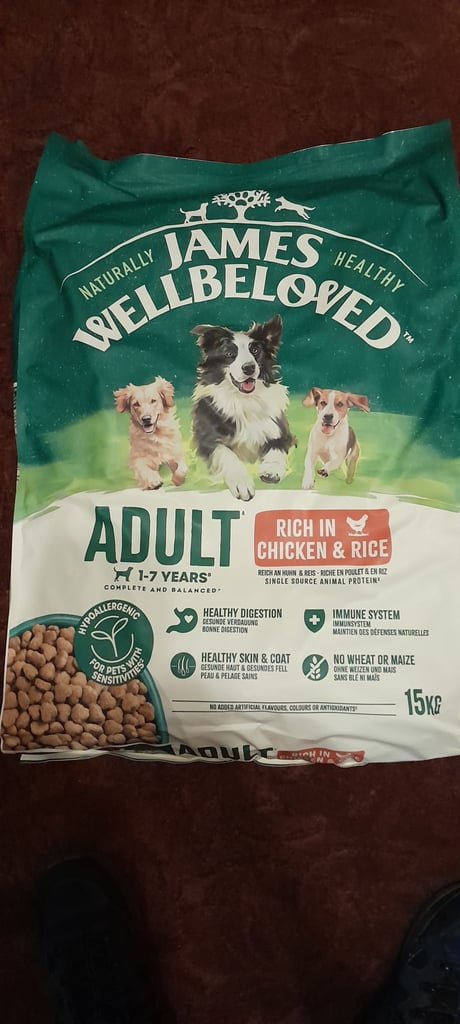 NATURALLY
HEALTHY
JAMES
WELLBELOVED™
ADULT
1-7 YEARS
COMPLETE AND BALANCED
RICH IN
CHICKEN & RICE
REICH AN HUHN & REIS - RICHE EN POULET & EN RIZ
SINGLE SOURCE ANIMAL PROTEIN
HYPOALLERGENIC
FOR PETS WITH
SENSITIVITIES
HEALTHY DIGESTION
GESUNDE VERDAUUNG
BONNE DIGESTION
IMMUNE SYSTEM
IMMUNSYSTEM
MAINTIEN DES DÉFENSES NATURELLES
HEALTHY SKIN & COAT
GESUNDE HAUT & GESUNDES FELL
PEAU & PELAGE SAINS
NO WHEAT OR MAIZE
OHNE WEIZEN UND MAIS
SANS BLÉ NI MAÏS
NO ADDED ARTIFICIAL FLAVOURS, COLOURS OR ANTIOXIDANTS
15KG
ADULT
RICH IN